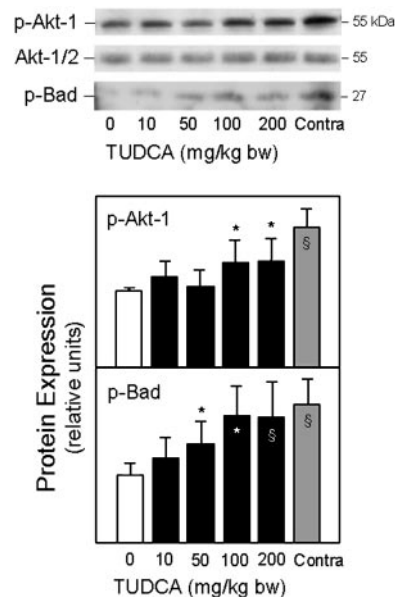 p-Akt-1 55 kDa
Akt-1/2 55
p-Bad 27
0 10 50 100 200 Contra
TUDCA (mg/kg bw)
Protein Expression
(relative units)
p-Akt-1
* * §
p-Bad
* * § §
0 10 50 100 200 Contra
TUDCA (mg/kg bw)